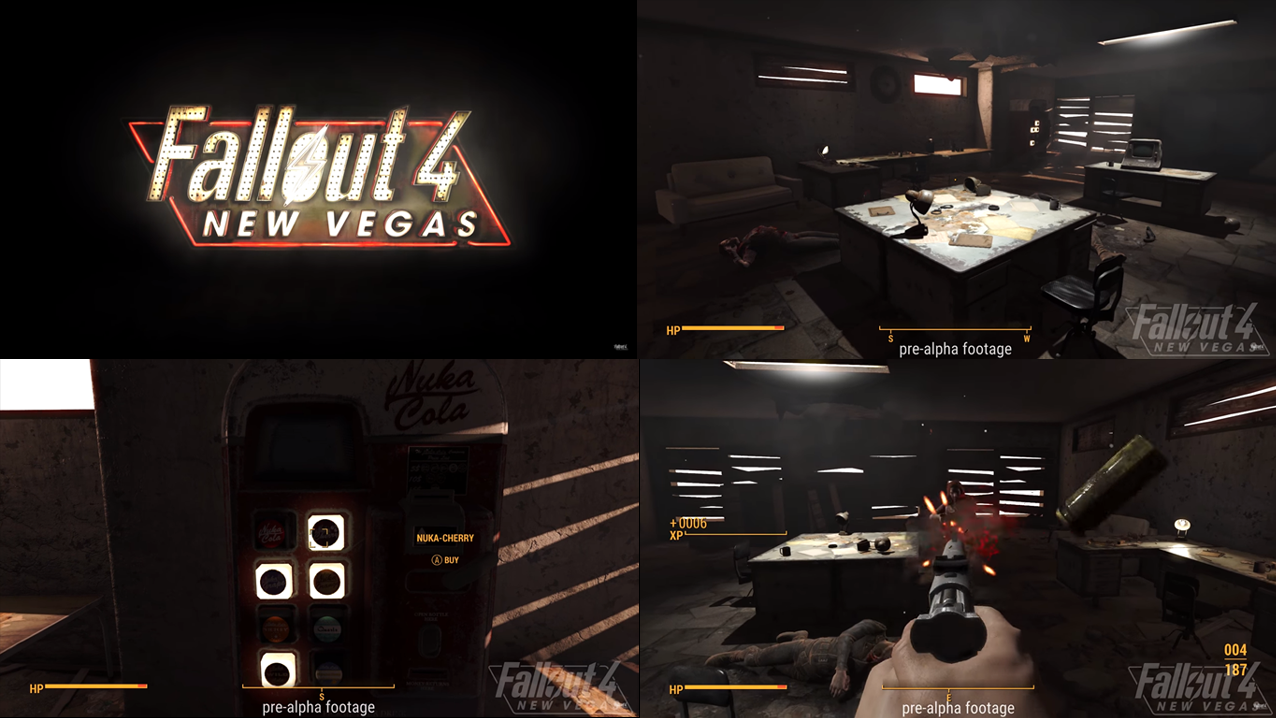 Fallout 4
NEW VEGAS
HP
S
W
pre-alpha footage
Fallout 4
NEW VEGAS
Nuka
Cola
NUKA-CHERRY
A BUY
HP
S
pre-alpha footage
Fallout 4
NEW VEGAS
+0006
XP
004
187
HP
E
pre-alpha footage
Fallout 4
NEW VEGAS